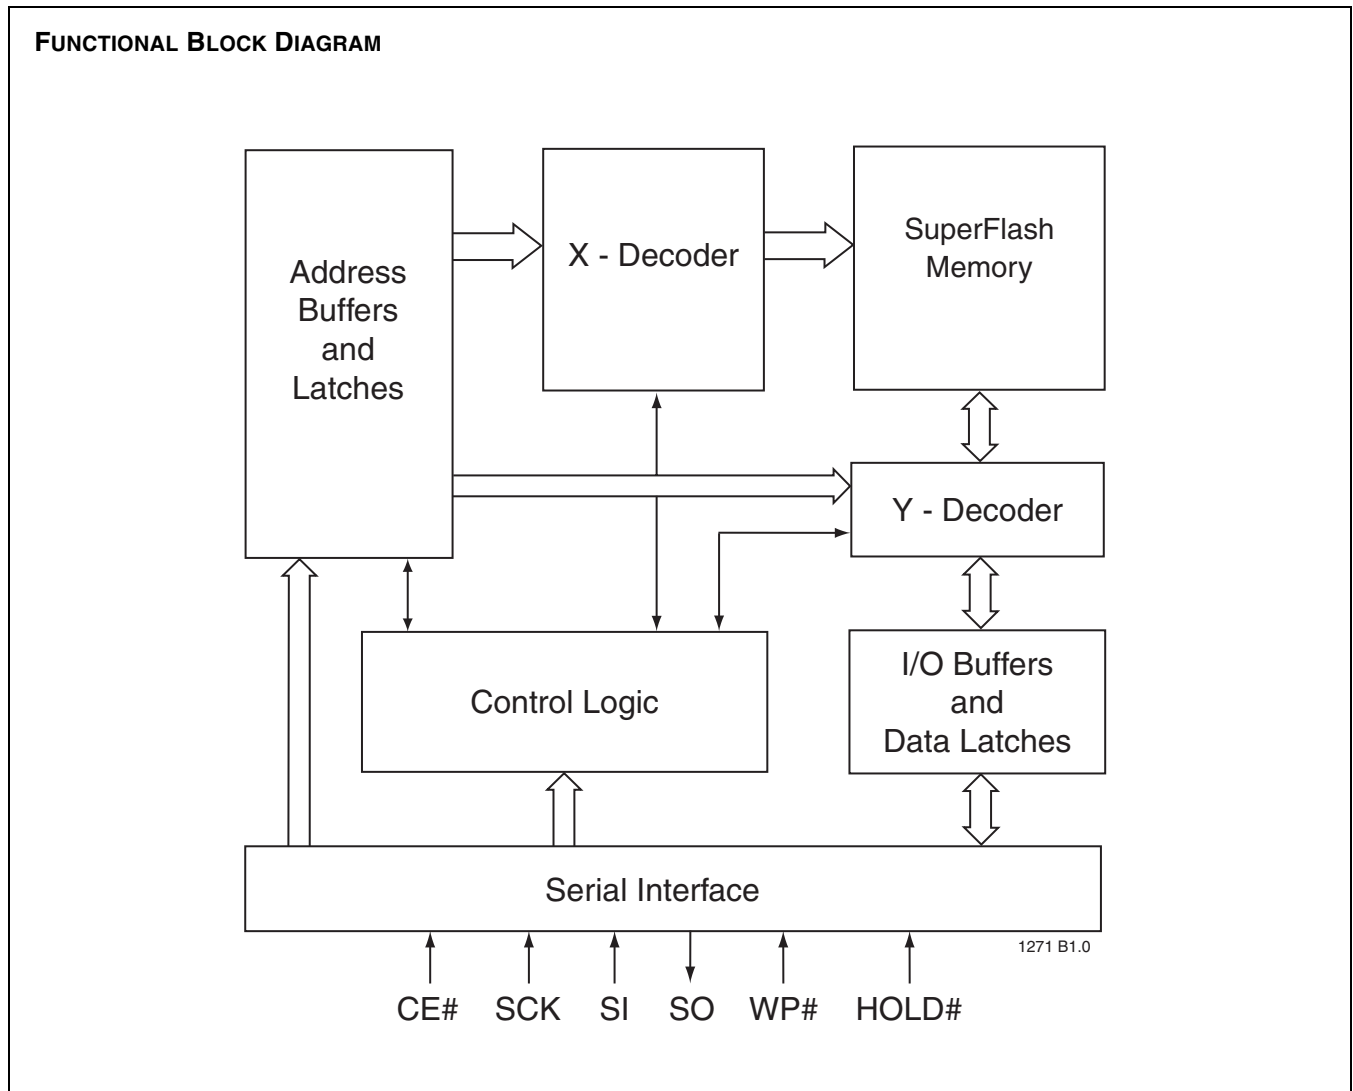 FUNCTIONAL BLOCK DIAGRAM
Address
Buffers
and
Latches
X - Decoder
SuperFlash
Memory
Y - Decoder
Control Logic
I/O Buffers
and
Data Latches
Serial Interface
1271 B1.0
CE# SCK SI SO WP# HOLD#